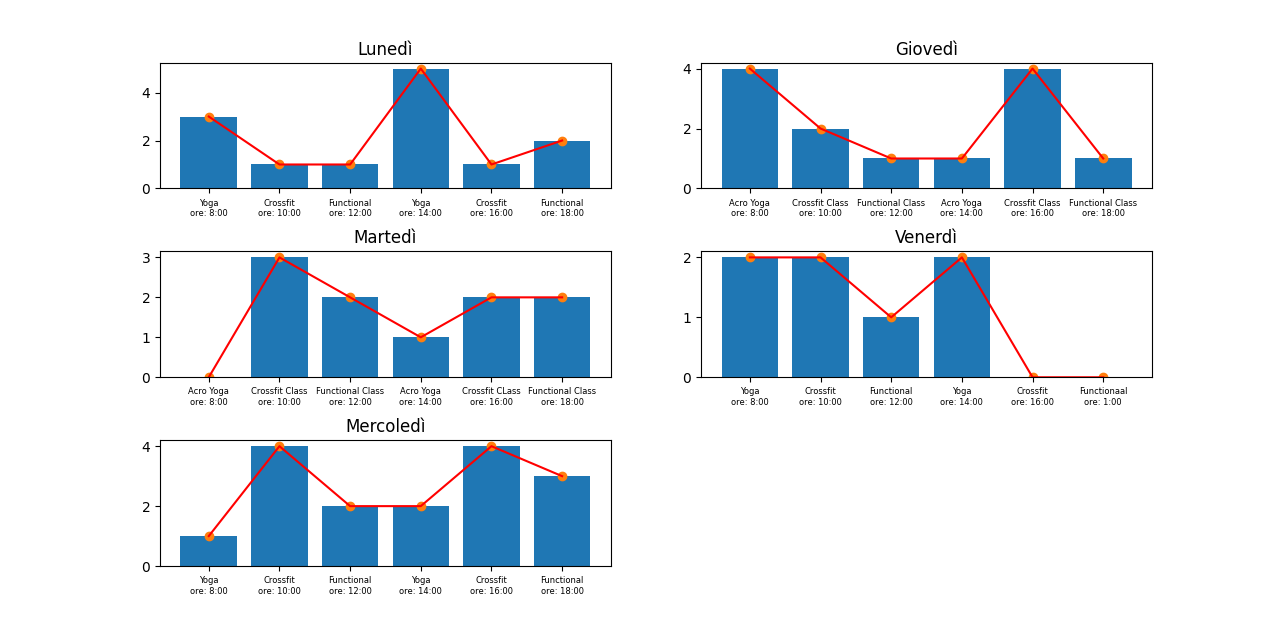 Lunedì
4
2
0
Yoga Crossfit Functional Yoga Crossfit Functional
ore: 8:00 ore: 10:00 ore: 12:00 ore: 14:00 ore: 16:00 ore: 18:00
Martedì
3
2
1
0
Acro Yoga Crossfit Class Functional Class Acro Yoga Crossfit CLass Functional Class
ore: 8:00 ore: 10:00 ore: 12:00 ore: 14:00 ore: 16:00 ore: 18:00
Mercoledì
4
2
0
Yoga Crossfit Functional Yoga Crossfit Functional
ore: 8:00 ore: 10:00 ore: 12:00 ore: 14:00 ore: 16:00 ore: 18:00
Giovedì
4
2
0
Acro Yoga Crossfit Class Functional Class Acro Yoga Crossfit Class Functional Class
ore: 8:00 ore: 10:00 ore: 12:00 ore: 14:00 ore: 16:00 ore: 18:00
Venerdì
2
1
0
Yoga Crossfit Functional Yoga Crossfit Functionaal
ore: 8:00 ore: 10:00 ore: 12:00 ore: 14:00 ore: 16:00 ore: 1:00